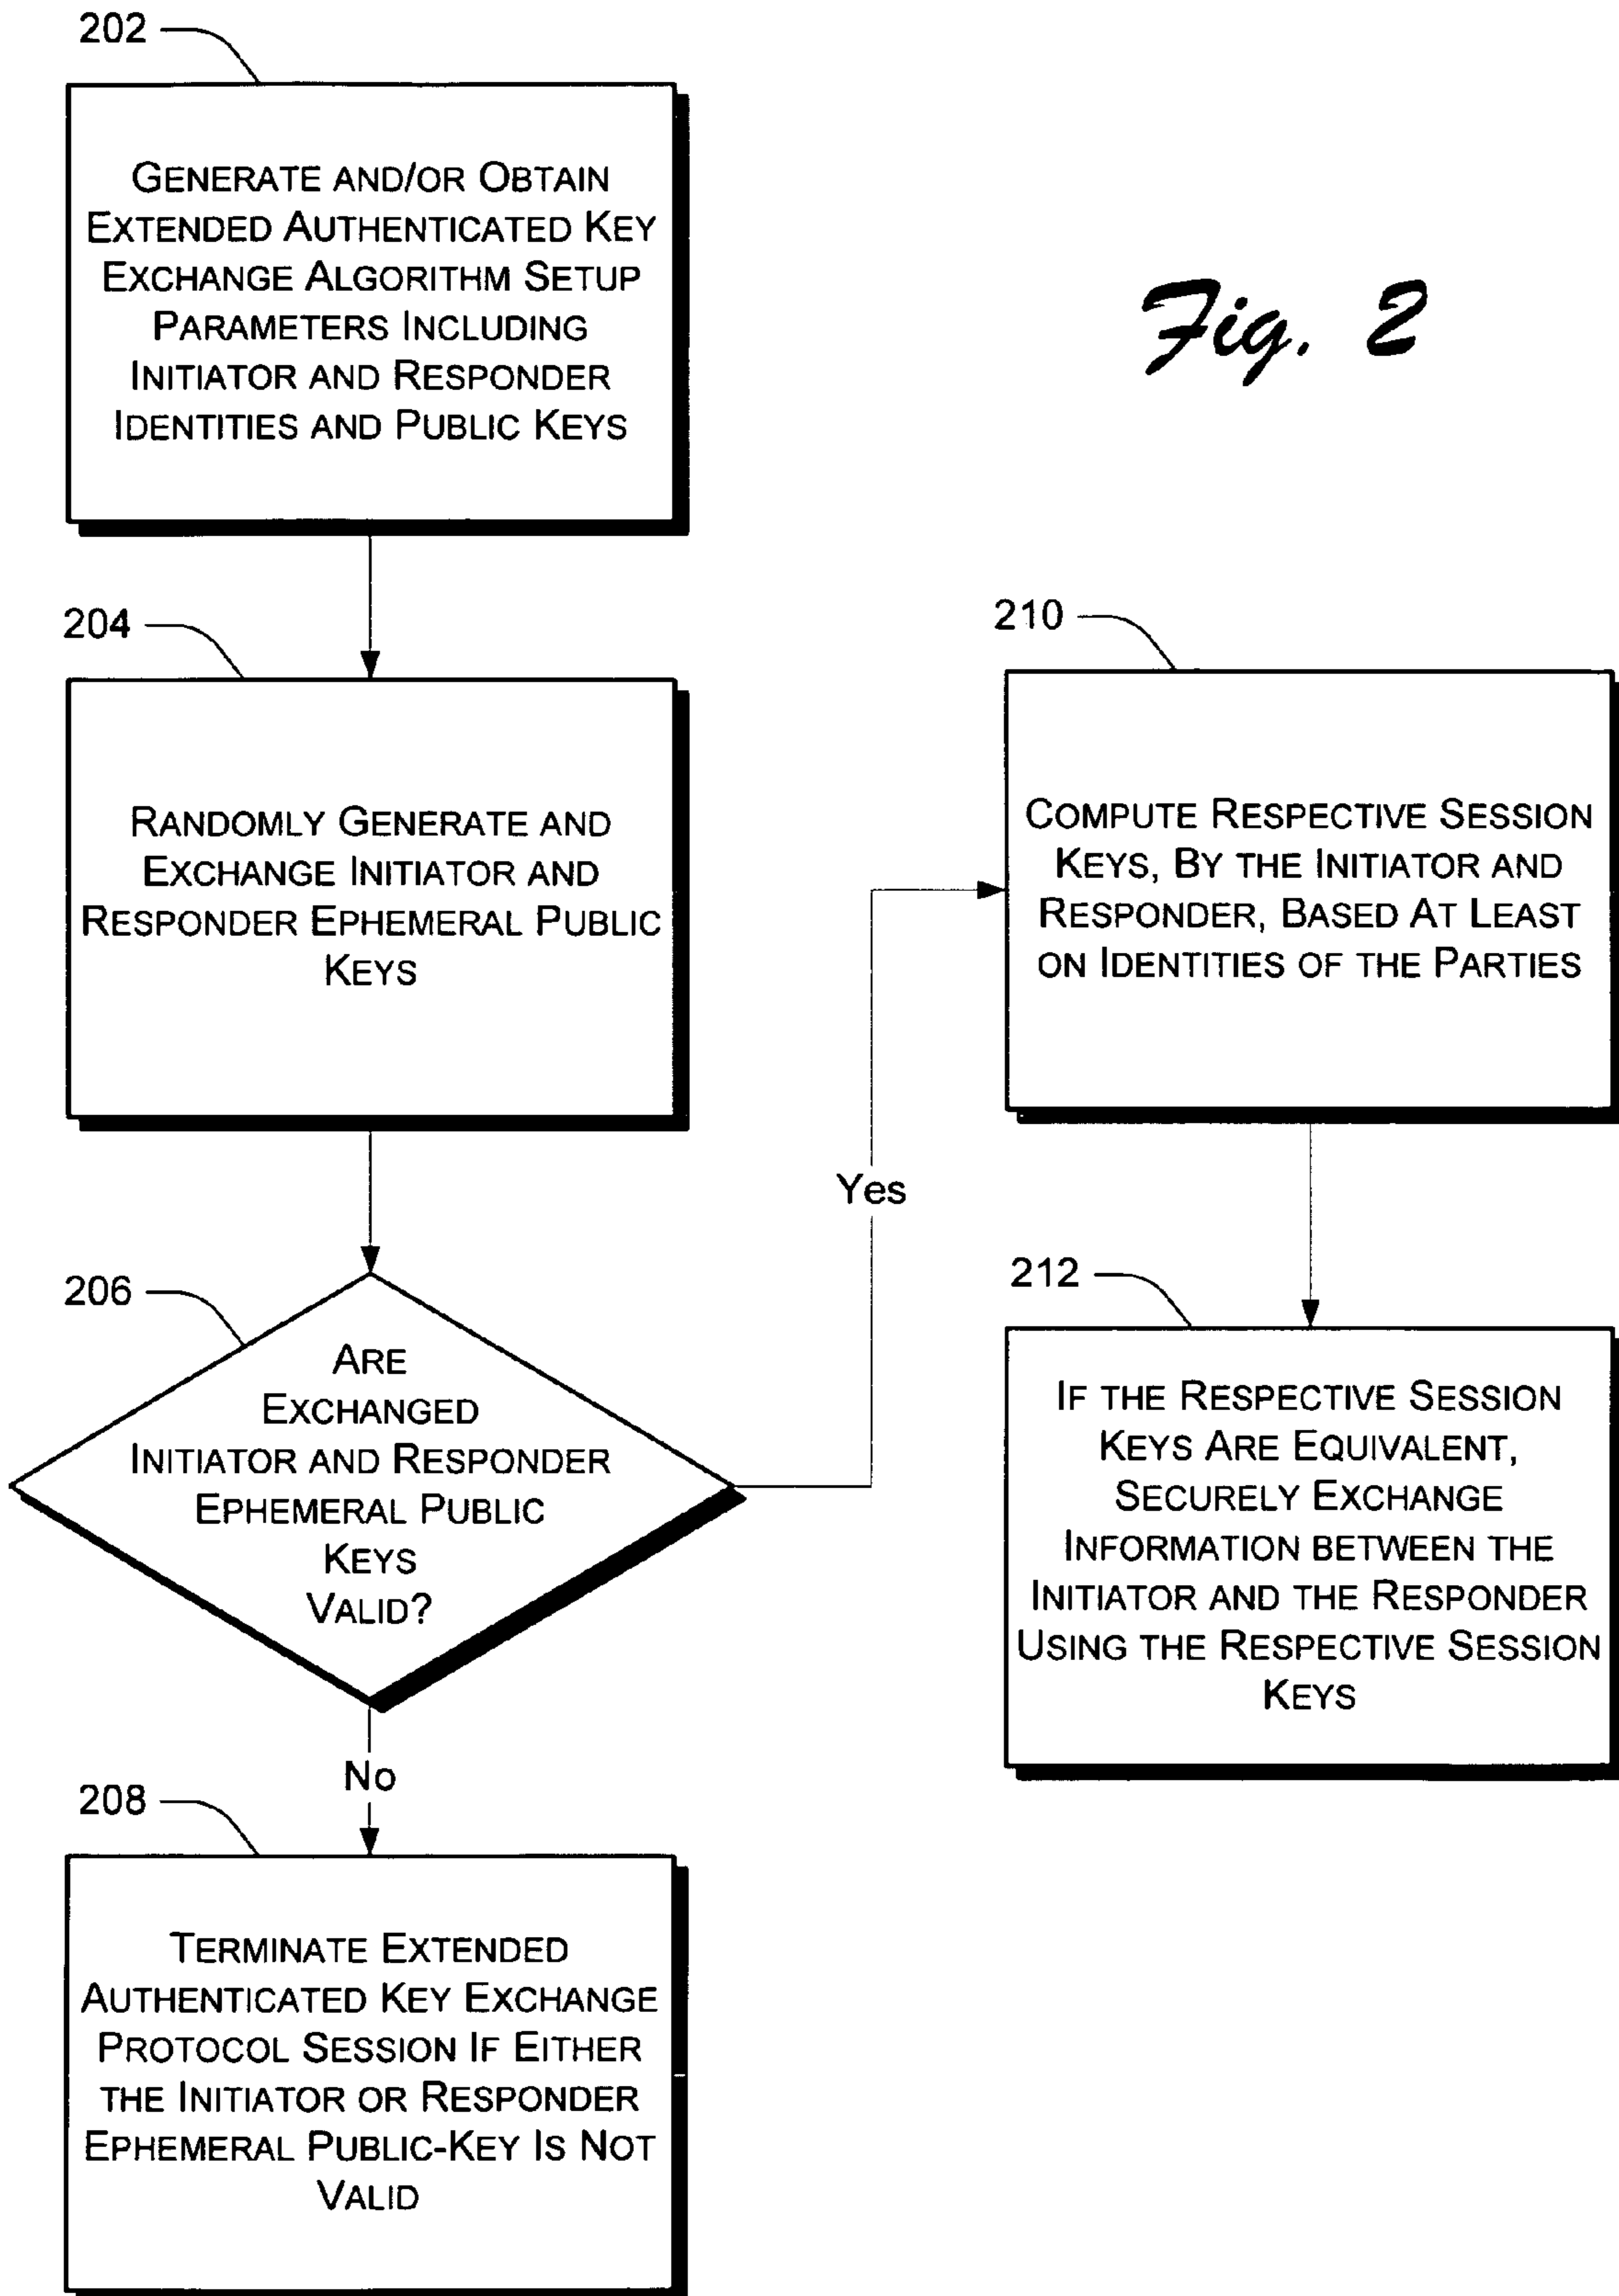 202
GENERATE AND/OR OBTAIN
EXTENDED AUTHENTICATED KEY
EXCHANGE ALGORITHM SETUP
PARAMETERS INCLUDING
INITIATOR AND RESPONDER
IDENTITIES AND PUBLIC KEYS
Fig. 2
204
RANDOMLY GENERATE AND
EXCHANGE INITIATOR AND
RESPONDER EPHEMERAL PUBLIC
KEYS
206
ARE
EXCHANGED
INITIATOR AND RESPONDER
EPHEMERAL PUBLIC
KEYS
VALID?
No
208
TERMINATE EXTENDED
AUTHENTICATED KEY EXCHANGE
PROTOCOL SESSION IF EITHER
THE INITIATOR OR RESPONDER
EPHEMERAL PUBLIC-KEY IS NOT
VALID
Yes
210
COMPUTE RESPECTIVE SESSION
KEYS, BY THE INITIATOR AND
RESPONDER, BASED AT LEAST
ON IDENTITIES OF THE PARTIES
212
IF THE RESPECTIVE SESSION
KEYS ARE EQUIVALENT,
SECURELY EXCHANGE
INFORMATION BETWEEN THE
INITIATOR AND THE RESPONDER
USING THE RESPECTIVE SESSION
KEYS